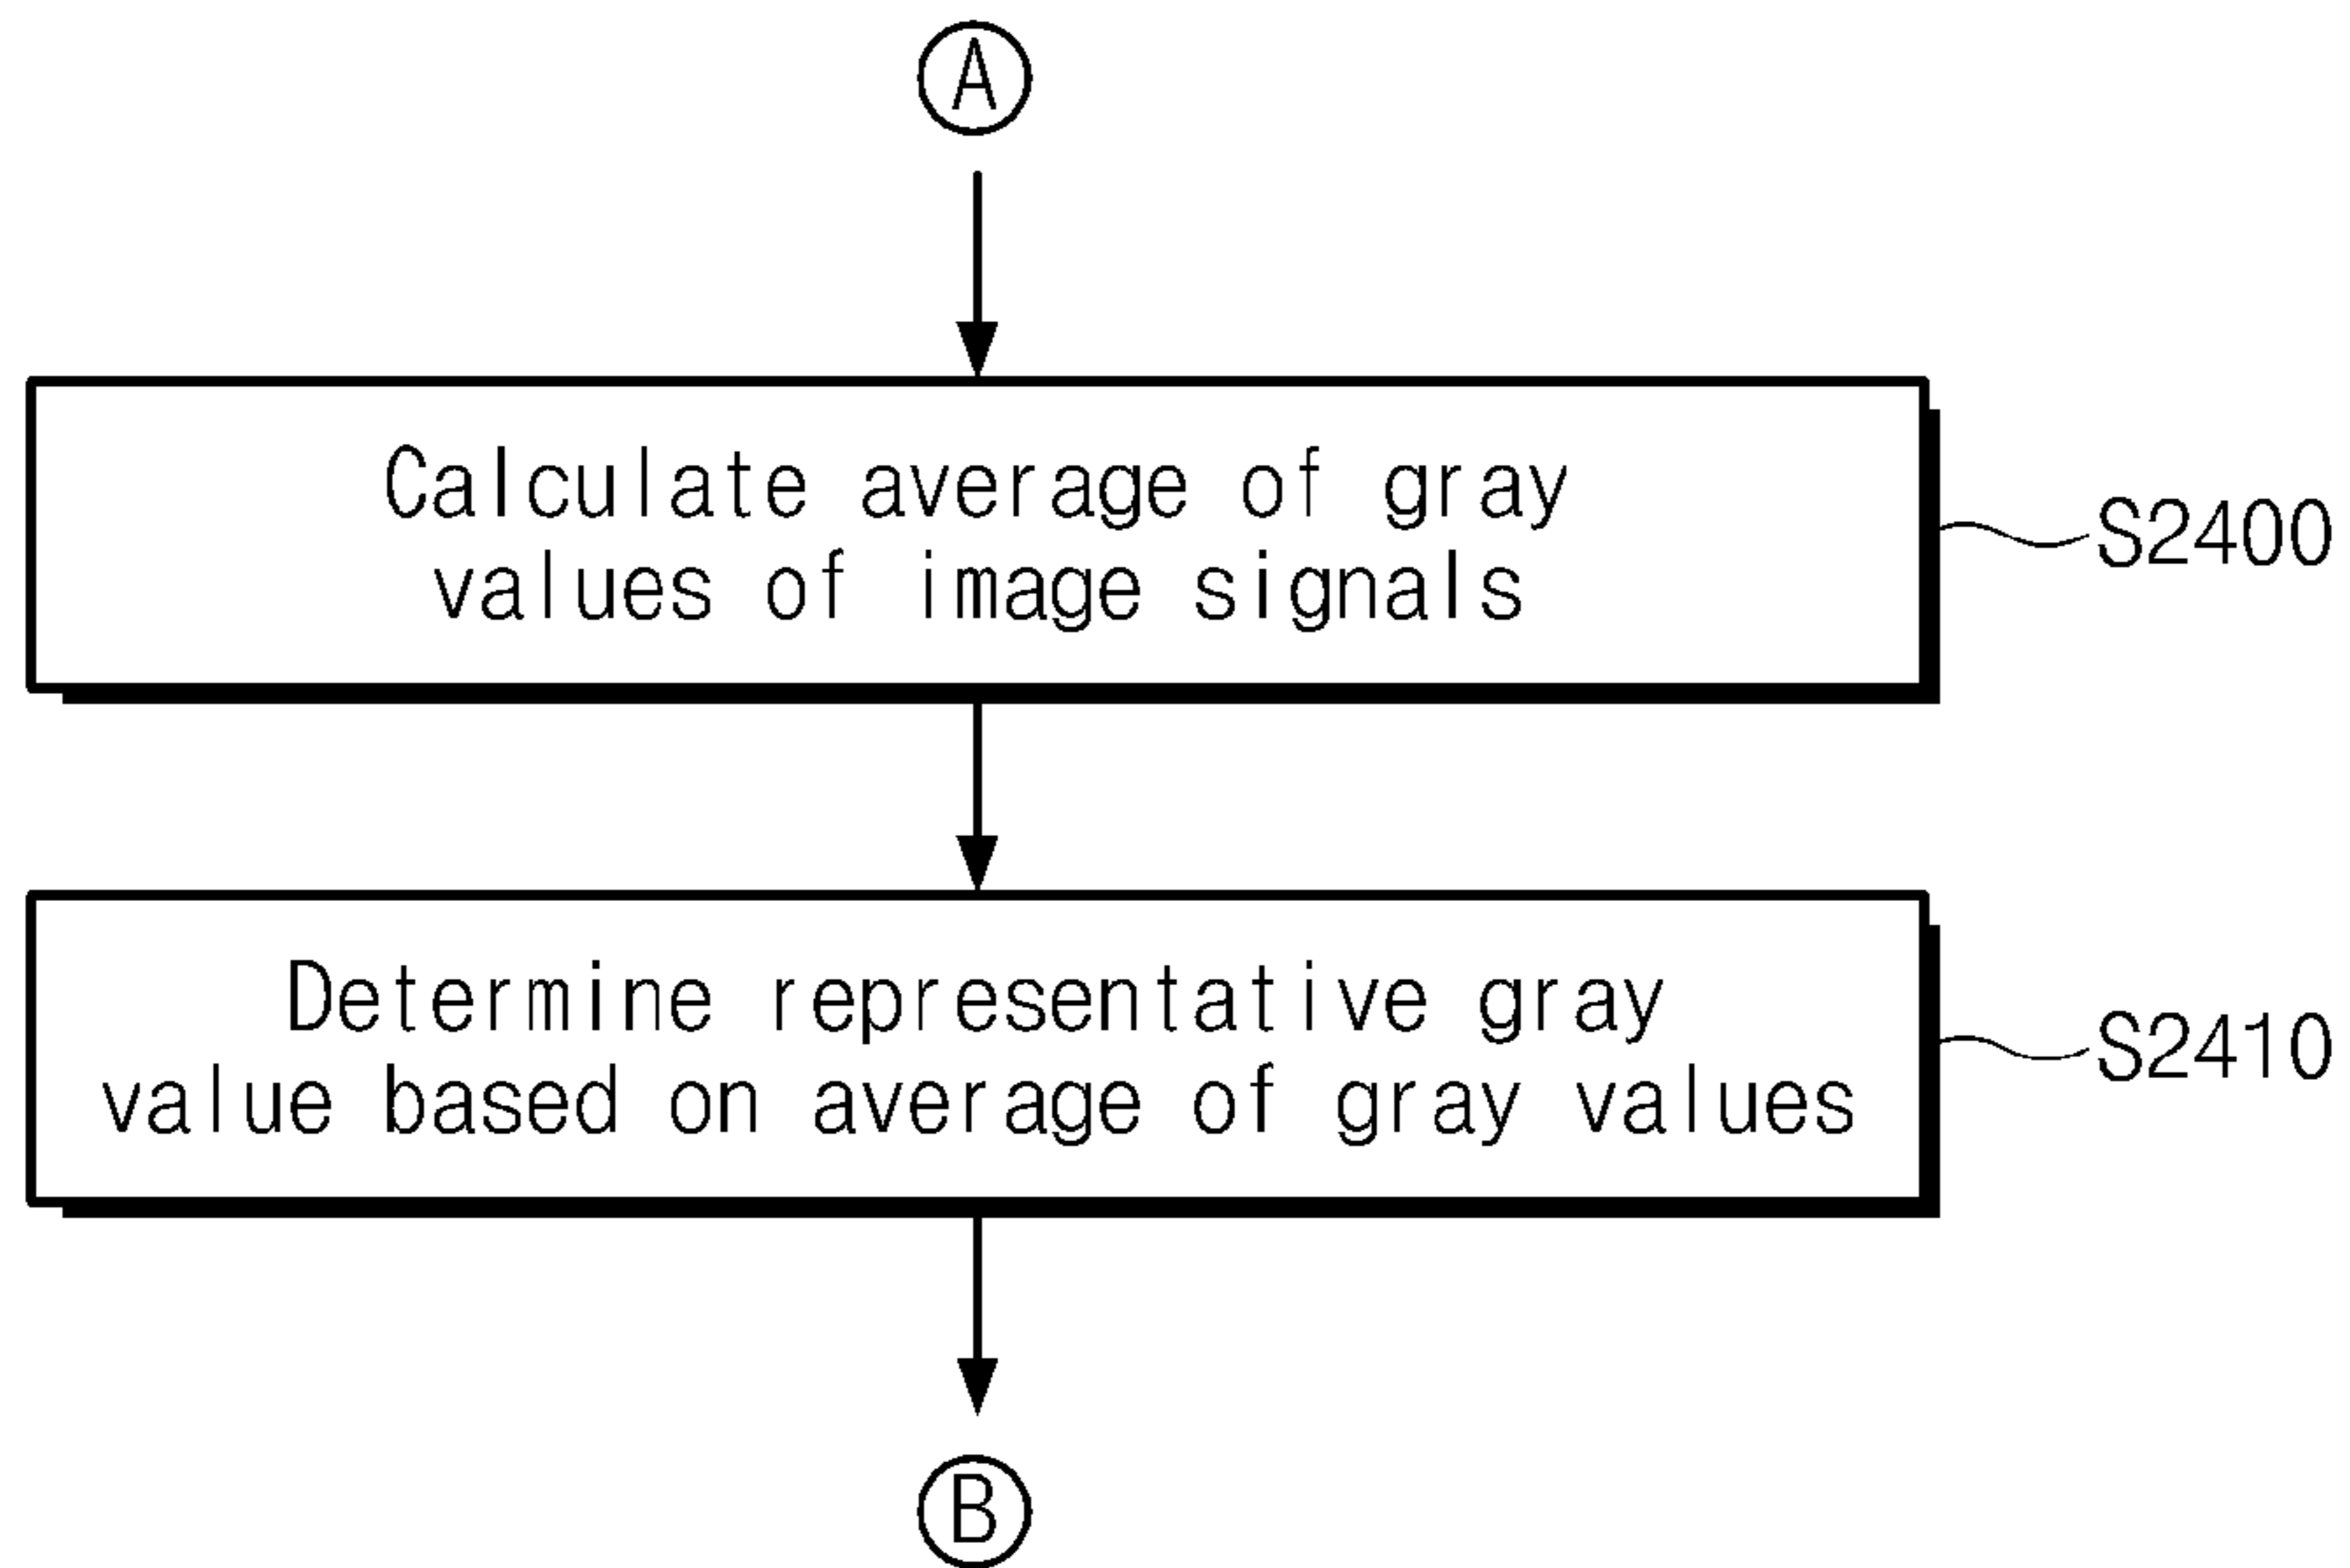 A
Calculate average of gray
values of image signals
S2400
Determine representative gray
value based on average of gray values
S2410
B